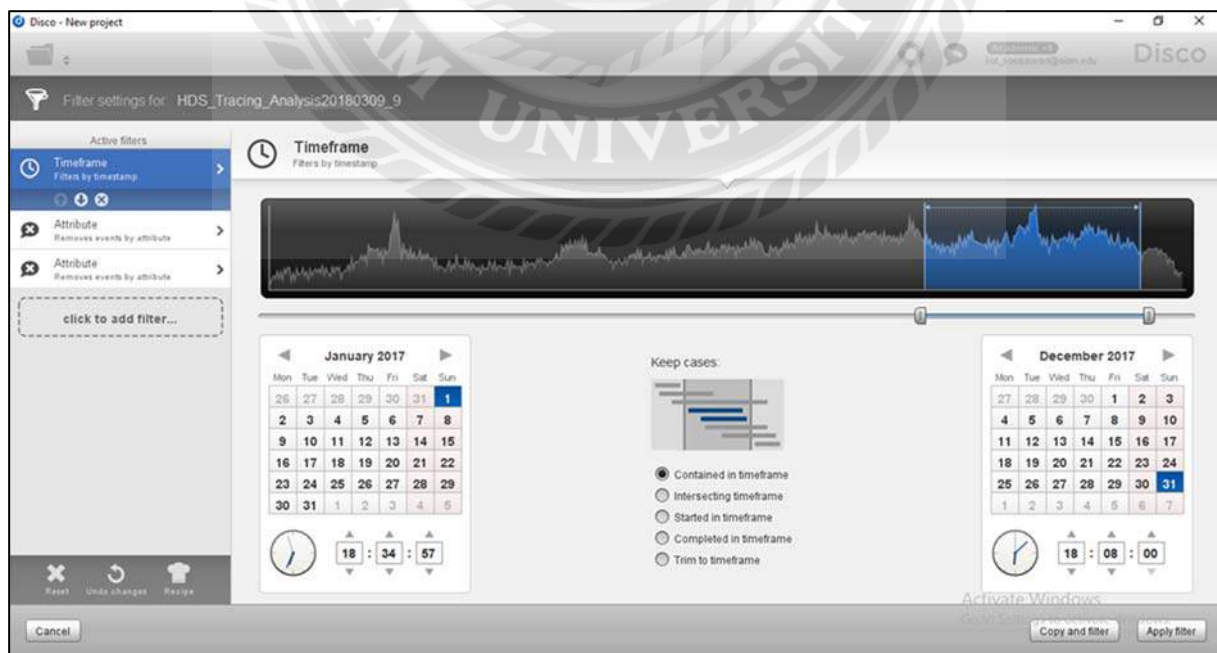 Disco - New project
Academic
Disco
Filter settings for: HDS_Tracing_Analysis20180309_9
AM UNIVERSIT
Active filters
Timeframe
Filters by timestamp
Attribute
Removes events by attribute
Attribute
Removes events by attribute
click to add filter...
Reset Undo changes Recipe
Timeframe
Filters by timestamp
January 2017
Mon Tue Wed Thu Fri Sat Sun
26 27 28 29 30 31 1
2 3 4 5 6 7 8
9 10 11 12 13 14 15
16 17 18 19 20 21 22
23 24 25 26 27 28 29
30 31 1 2 3 4 5
18 : 34 : 57
Keep cases:
Contained in timeframe
Intersecting timeframe
Started in timeframe
Completed in timeframe
Trim to timeframe
December 2017
Mon Tue Wed Thu Fri Sat Sun
27 28 29 30 1 2 3
4 5 6 7 8 9 10
11 12 13 14 15 16 17
18 19 20 21 22 23 24
25 26 27 28 29 30 31
1 2 3 4 5 6 7
18 : 08 : 00
Activate Windows
Cancel
Copy and filter
Apply filter